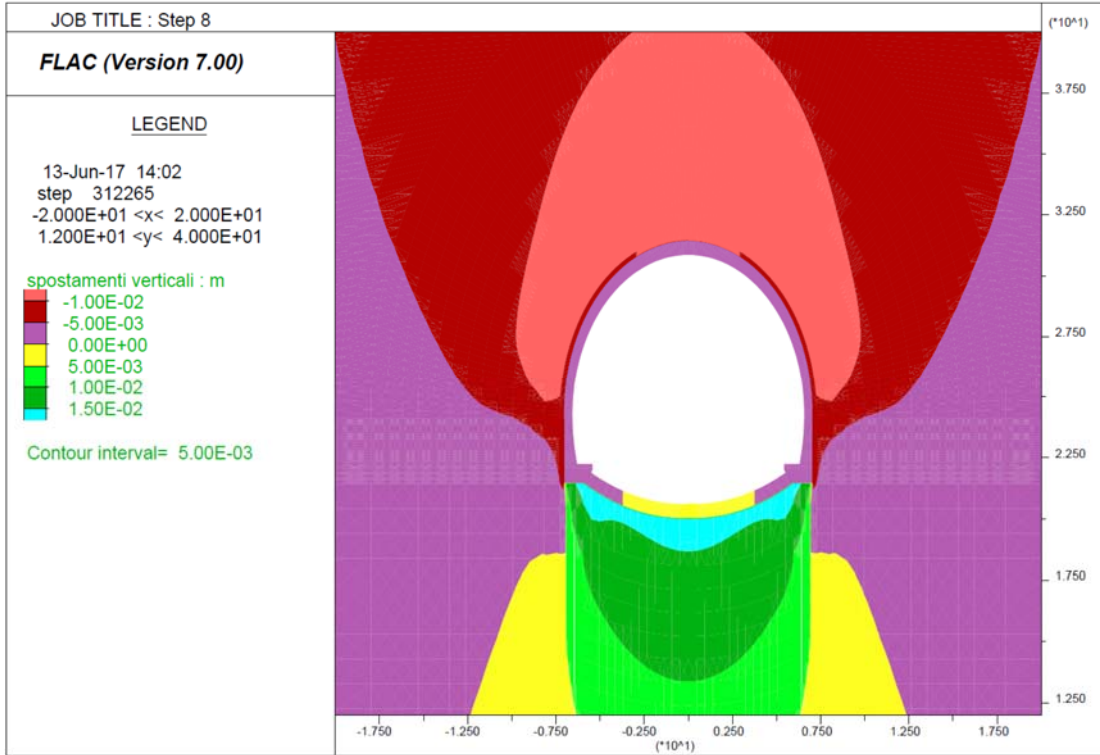 JOB TITLE : Step 8
FLAC (Version 7.00)
LEGEND
13-Jun-17 14:02
step 312265
-2.000E+01 <x< 2.000E+01
1.200E+01 <y< 4.000E+01
spostamenti verticali : m
-1.00E-02
-5.00E-03
0.00E+00
5.00E-03
1.00E-02
1.50E-02
Contour interval= 5.00E-03
(*10^1)
3.750
3.250
2.750
2.250
1.750
1.250
-1.750 -1.250 -0.750 -0.250 0.250 0.750 1.250 1.750
(*10^1)